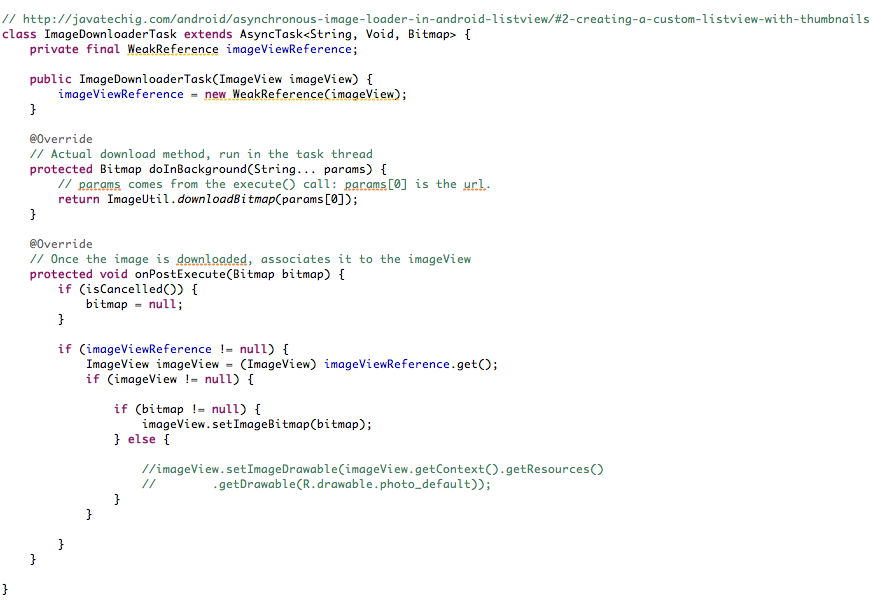 // http://javatechig.com/android/asynchronous-image-loader-in-android-listview/#2-creating-a-custom-listview-with-thumbnails
class ImageDownloaderTask extends AsyncTask<String, Void, Bitmap> {
    private final WeakReference imageViewReference;

    public ImageDownloaderTask(ImageView imageView) {
        imageViewReference = new WeakReference(imageView);
    }

    @Override
    // Actual download method, run in the task thread
    protected Bitmap doInBackground(String... params) {
        // params comes from the execute() call: params[0] is the url.
        return ImageUtil.downloadBitmap(params[0]);
    }

    @Override
    // Once the image is downloaded, associates it to the imageView
    protected void onPostExecute(Bitmap bitmap) {
        if (isCancelled()) {
            bitmap = null;
        }

        if (imageViewReference != null) {
            ImageView imageView = (ImageView) imageViewReference.get();
            if (imageView != null) {

                if (bitmap != null) {
                    imageView.setImageBitmap(bitmap);
                } else {

                    //imageView.setImageDrawable(imageView.getContext().getResources()
                    //        .getDrawable(R.drawable.photo_default));
                }
            }

        }
    }

}